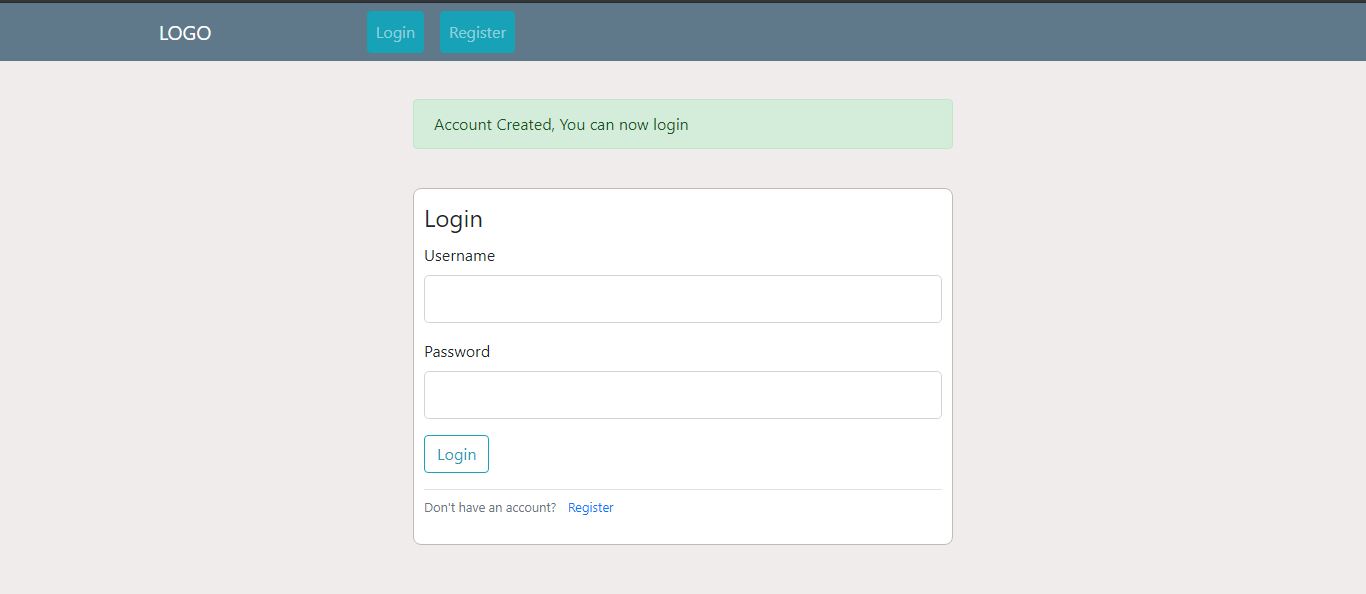 LOGO Login Register
Account Created, You can now login
Login
Username
Password
Login
Don't have an account? Register